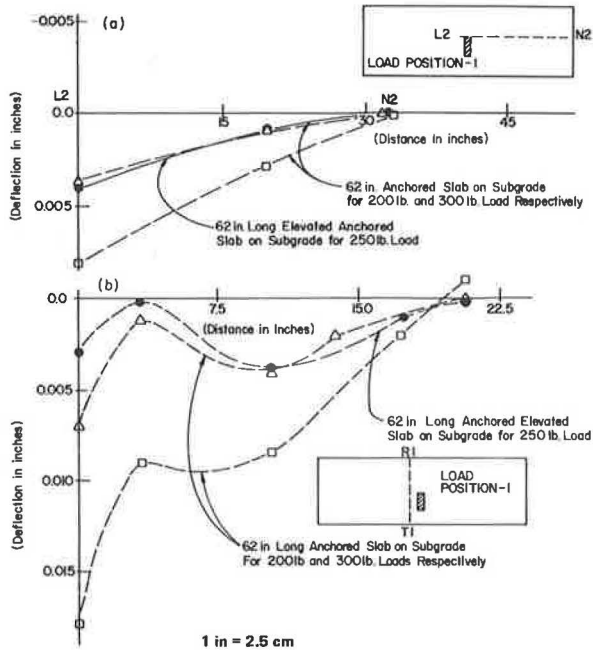 -0.005
(a)
L2
N2
LOAD POSITION-1
(Deflection in inches)
L2
0.0
15
30
45
N2
(Distance in inches)
0.005
62 in. Anchored Slab on Subgrade
for 200 lb. and 300 lb. Load Respectively
62 in Long Elevated Anchored
Slab on Subgrade for 250 lb. Load
(b)
0.0
7.5
15.0
22.5
(Distance in Inches)
0.005
62 in Long Anchored Elevated
Slab on Subgrade for 250 lb. Load
(Deflection in inches)
0.010
R1
LOAD
POSITION-1
T1
62 in Long Anchored Slab on Subgrade
For 200 lb and 300 lb. Loads Respectively
0.015
1 in = 2.5 cm